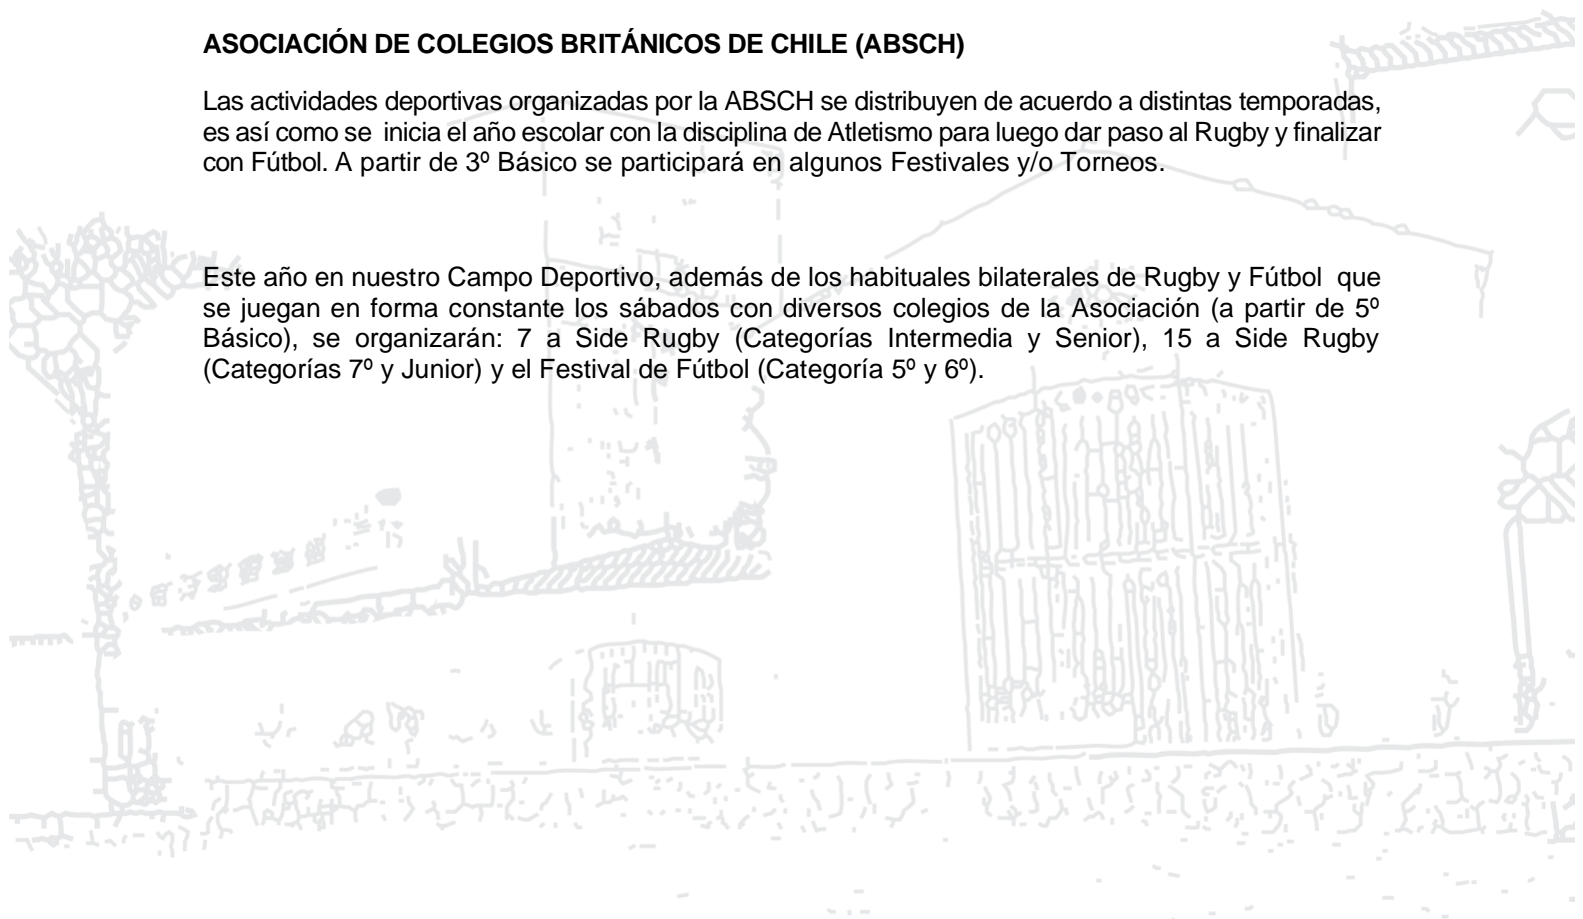 ASOCIACIÓN DE COLEGIOS BRITÁNICOS DE CHILE (ABSCH)
Las actividades deportivas organizadas por la ABSCH se distribuyen de acuerdo a distintas temporadas,
es así como se inicia el año escolar con la disciplina de Atletismo para luego dar paso al Rugby y finalizar
con Fútbol. A partir de 3º Básico se participará en algunos Festivales y/o Torneos.
Este año en nuestro Campo Deportivo, además de los habituales bilaterales de Rugby y Fútbol que
se juegan en forma constante los sábados con diversos colegios de la Asociación (a partir de 5º
Básico), se organizarán: 7 a Side Rugby (Categorías Intermedia y Senior), 15 a Side Rugby
(Categorías 7º y Junior) y el Festival de Fútbol (Categoría 5º y 6º).